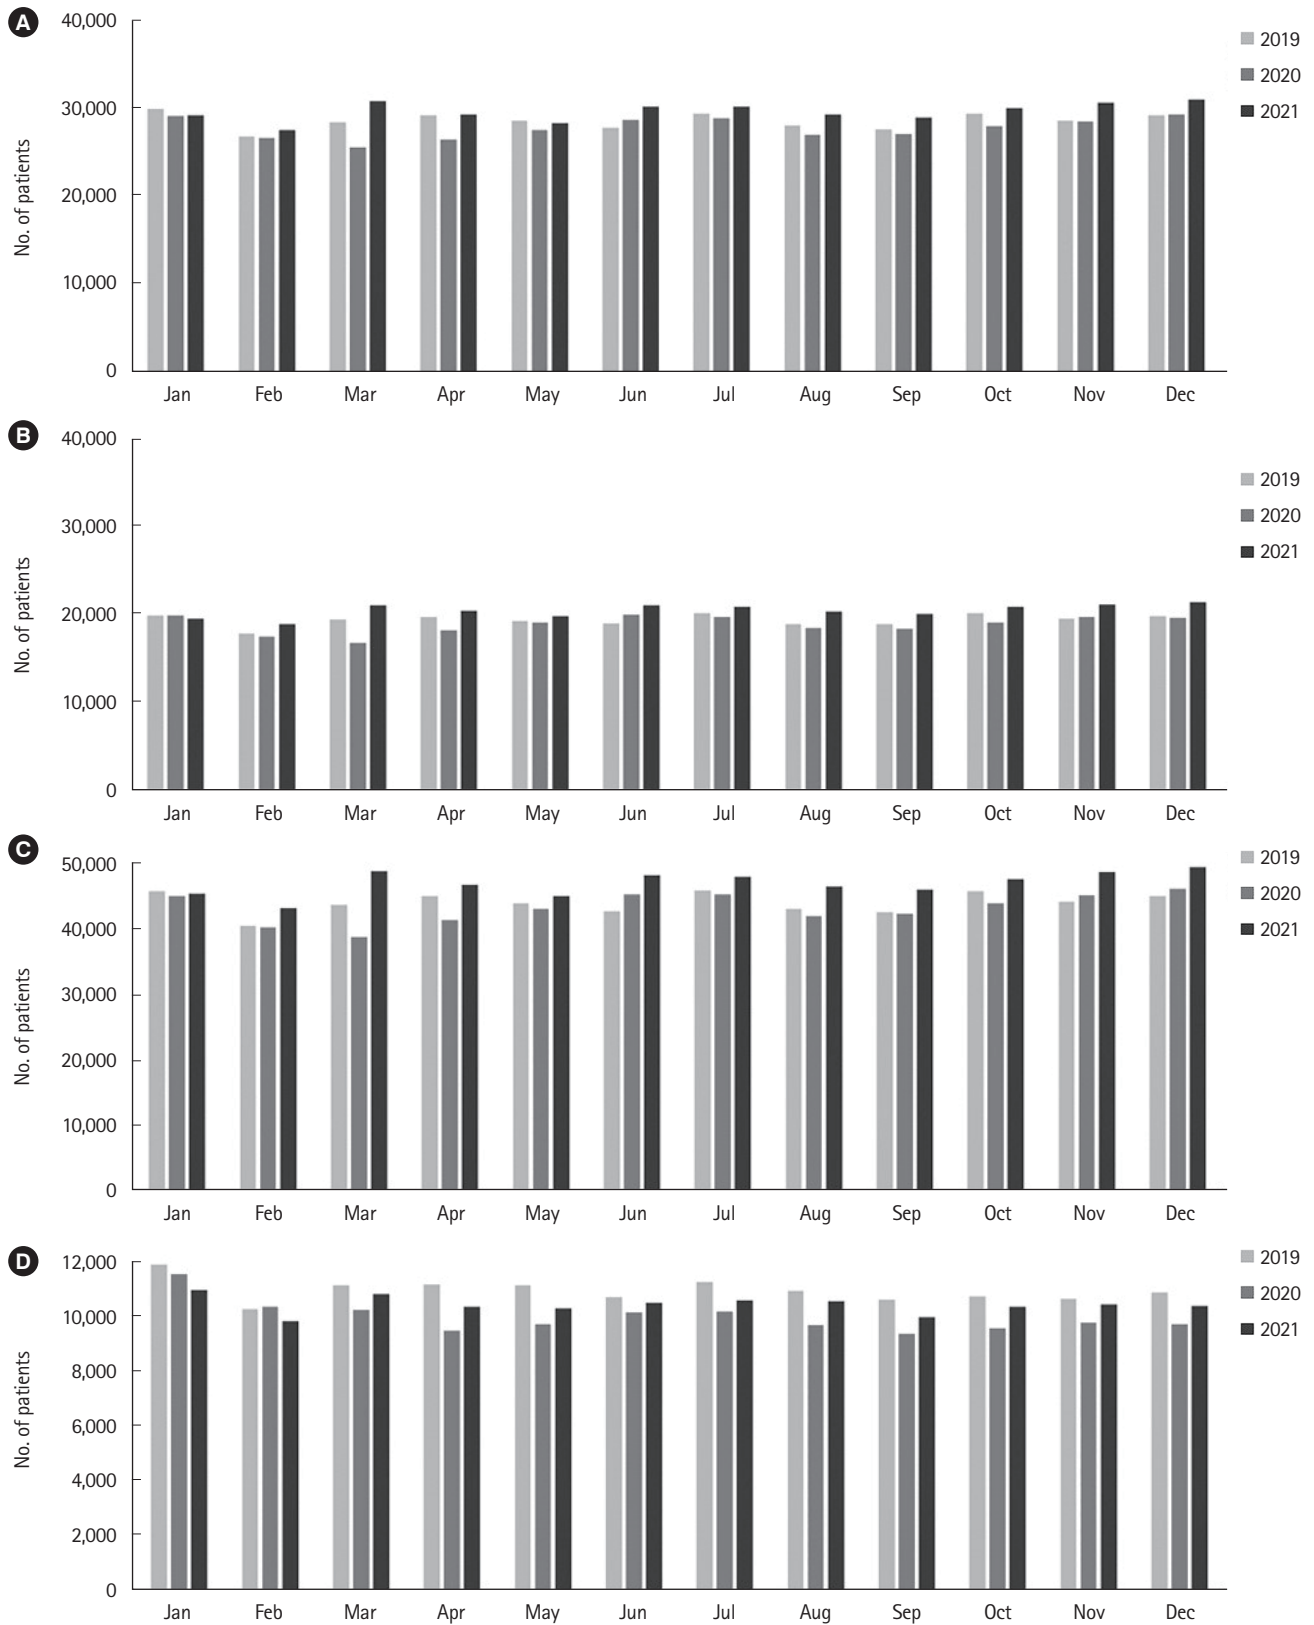 A
40,000
30,000
20,000
10,000
0
No. of patients
Jan Feb Mar Apr May Jun Jul Aug Sep Oct Nov Dec
2019
2020
2021
B
40,000
30,000
20,000
10,000
0
No. of patients
Jan Feb Mar Apr May Jun Jul Aug Sep Oct Nov Dec
2019
2020
2021
C
50,000
40,000
30,000
20,000
10,000
0
No. of patients
Jan Feb Mar Apr May Jun Jul Aug Sep Oct Nov Dec
2019
2020
2021
D
12,000
10,000
8,000
6,000
4,000
2,000
0
No. of patients
Jan Feb Mar Apr May Jun Jul Aug Sep Oct Nov Dec
2019
2020
2021